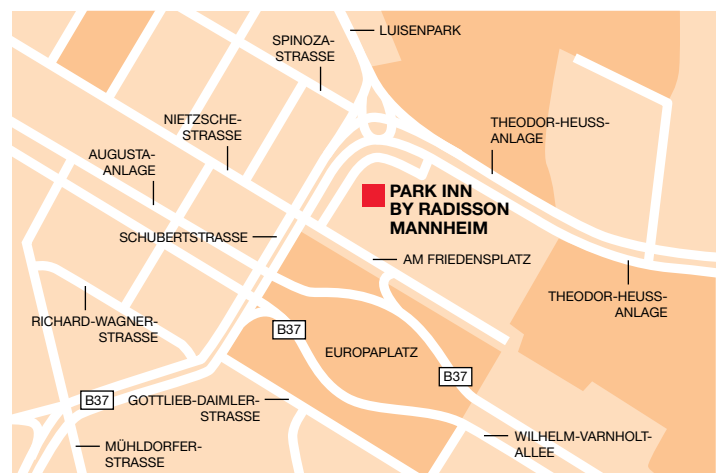 LUISENPARK
SPINOZA-
STRASSE
NIETZSCHE-
STRASSE
THEODOR-HEUSS-
ANLAGE
AUGUSTA-
ANLAGE
PARK INN
BY RADISSON
MANNHEIM
SCHUBERTSTRASSE
AM FRIEDENSPLATZ
THEODOR-HEUSS-
ANLAGE
RICHARD-WAGNER-
STRASSE
B37
EUROPAPLATZ
B37
B37
GOTTLIEB-DAIMLER-
STRASSE
WILHELM-VARNHOLT-
ALLEE
MÜHLDORFER-
STRASSE